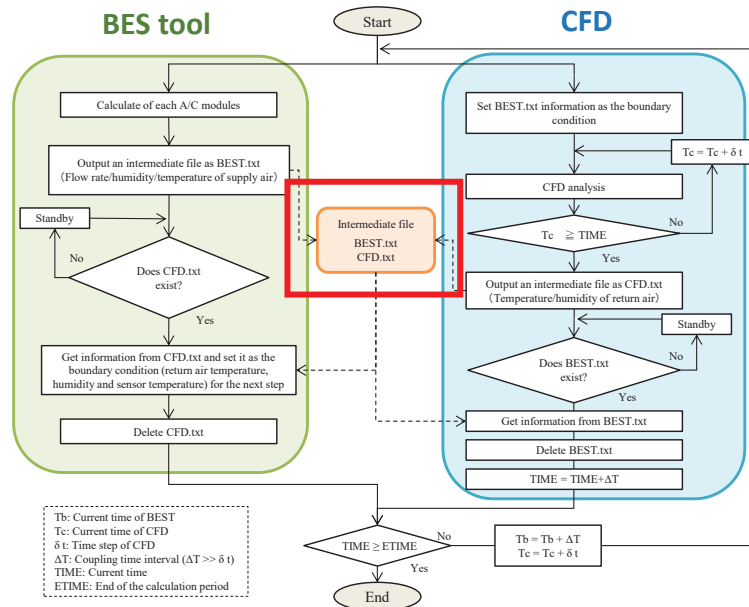 BES tool
Start
CFD
Calculate of each A/C modules
Output an intermediate file as BEST.txt
(Flow rate/humidity/temperature of supply air)
Standby
No
Does CFD.txt
exist?
Yes
Get information from CFD.txt and set it as the
boundary condition (return air temperature,
humidity and sensor temperature) for the next
step
Delete CFD.txt
Intermediate file
BEST.txt
CFD.txt
Set BEST.txt information as the boundary
condition
Tc = Tc + δ t
CFD analysis
No
Tc ≧ TIME
Yes
Output an intermediate file as CFD.txt
(Temperature/humidity of return air)
Standby
Does BEST.txt
exist?
No
Yes
Get information from BEST.txt
Delete BEST.txt
TIME = TIME+ΔT
Tb: Current time of BEST
Tc: Current time of CFD
δ t: Time step of CFD
ΔT: Coupling time interval (ΔT >> δ t)
TIME: Current time
ETIME: End of the calculation period
TIME ≥ ETIME
No
Yes
Tb = Tb + ΔT
Tc = Tc + δ t
End